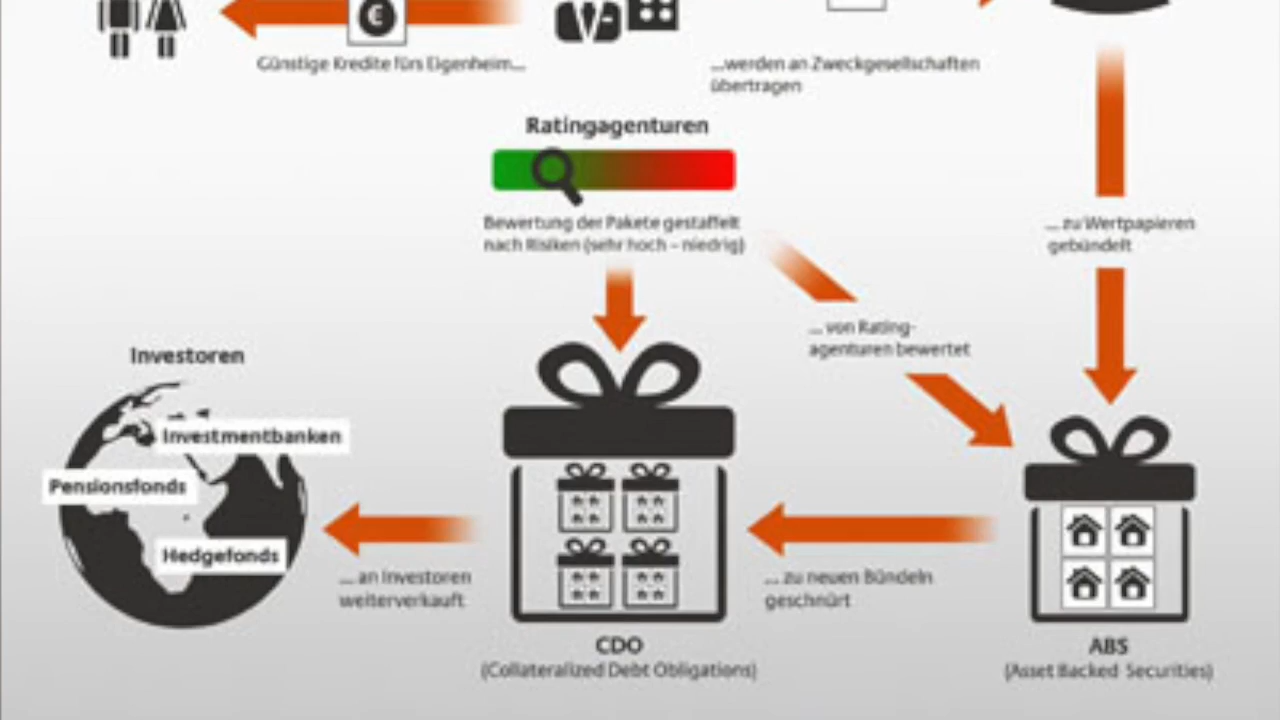 Günstige Kredite fürs Eigenheim...
...werden an Zweckgesellschaften
übertragen
Ratingagenturen
Bewertung der Pakete gestaffelt
nach Risiken (sehr hoch – niedrig)
... zu Wertpapieren
gebündelt
... von Rating-
agenturen bewertet
Investoren
Investmentbanken
Pensionsfonds
Hedgefonds
... an Investoren
weiterverkauft
... zu neuen Bündeln
geschnürt
CDO
(Collateralized Debt Obligations)
ABS
(Asset Backed Securities)